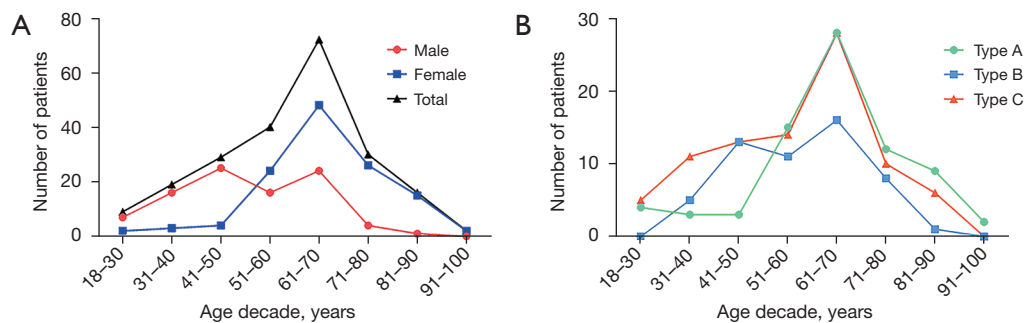 A
Number of patients
80
60
40
20
0
Male
Female
Total
18–30
31–40
41–50
51–60
61–70
71–80
81–90
91–100
Age decade, years
B
Number of patients
30
20
10
0
Type A
Type B
Type C
18–30
31–40
41–50
51–60
61–70
71–80
81–90
91–100
Age decade, years